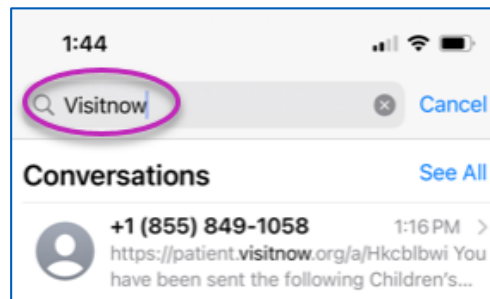 1:44
Visitnow
Cancel
Conversations
See All
+1 (855) 849-1058
1:16 PM
https://patient.visitnow.org/a/Hkcblbwi You
have been sent the following Children's...